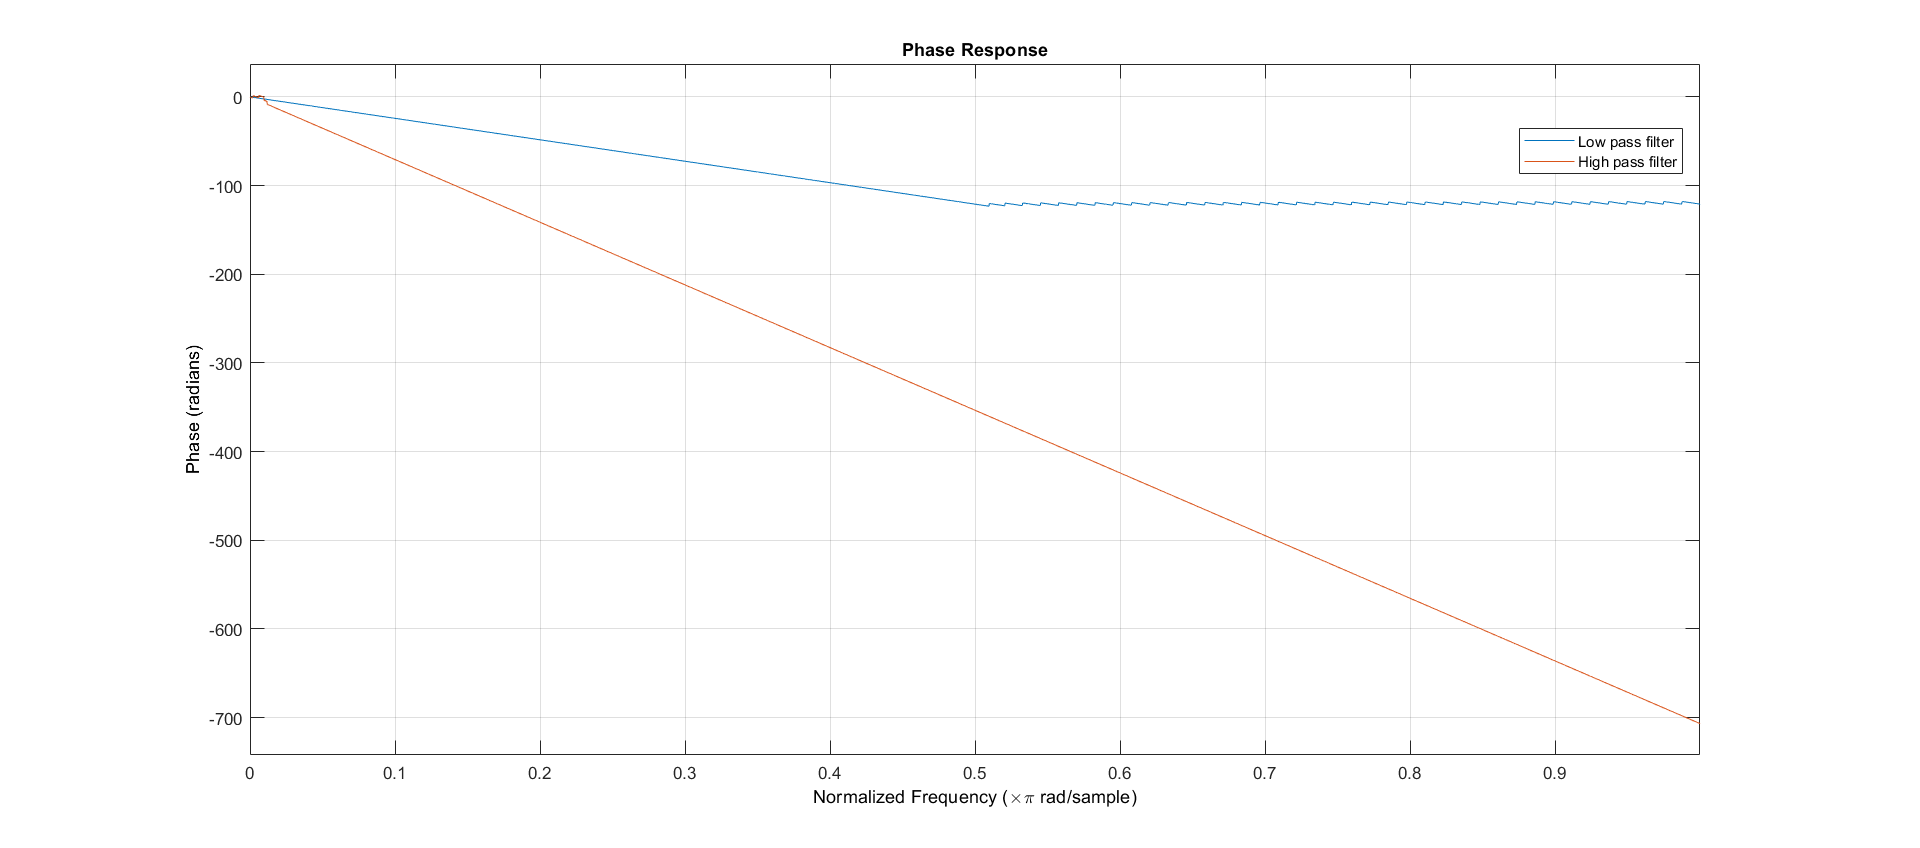 Phase Response
0
-100
-200
-300
-400
-500
-600
-700
Phase (radians)
Low pass filter
High pass filter
0 0.1 0.2 0.3 0.4 0.5 0.6 0.7 0.8 0.9
Normalized Frequency (×π rad/sample)